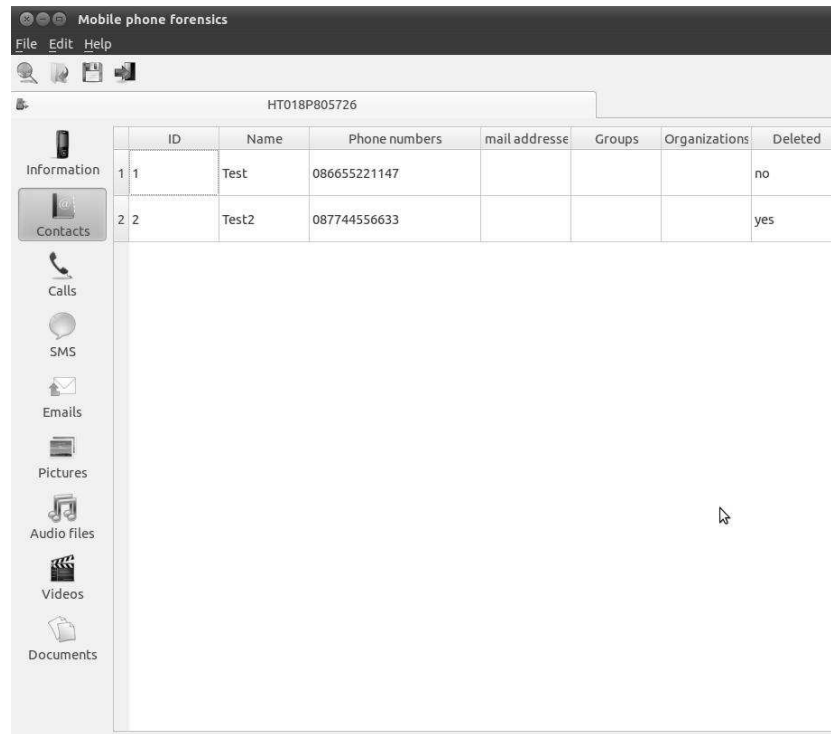 Mobile phone forensics
File Edit Help
HT018P805726
ID Name Phone numbers mail addresse Groups Organizations Deleted
1 1 Test 086655221147 no
2 2 Test2 087744556633 yes
Information
Contacts
Calls
SMS
Emails
Pictures
Audio files
Videos
Documents